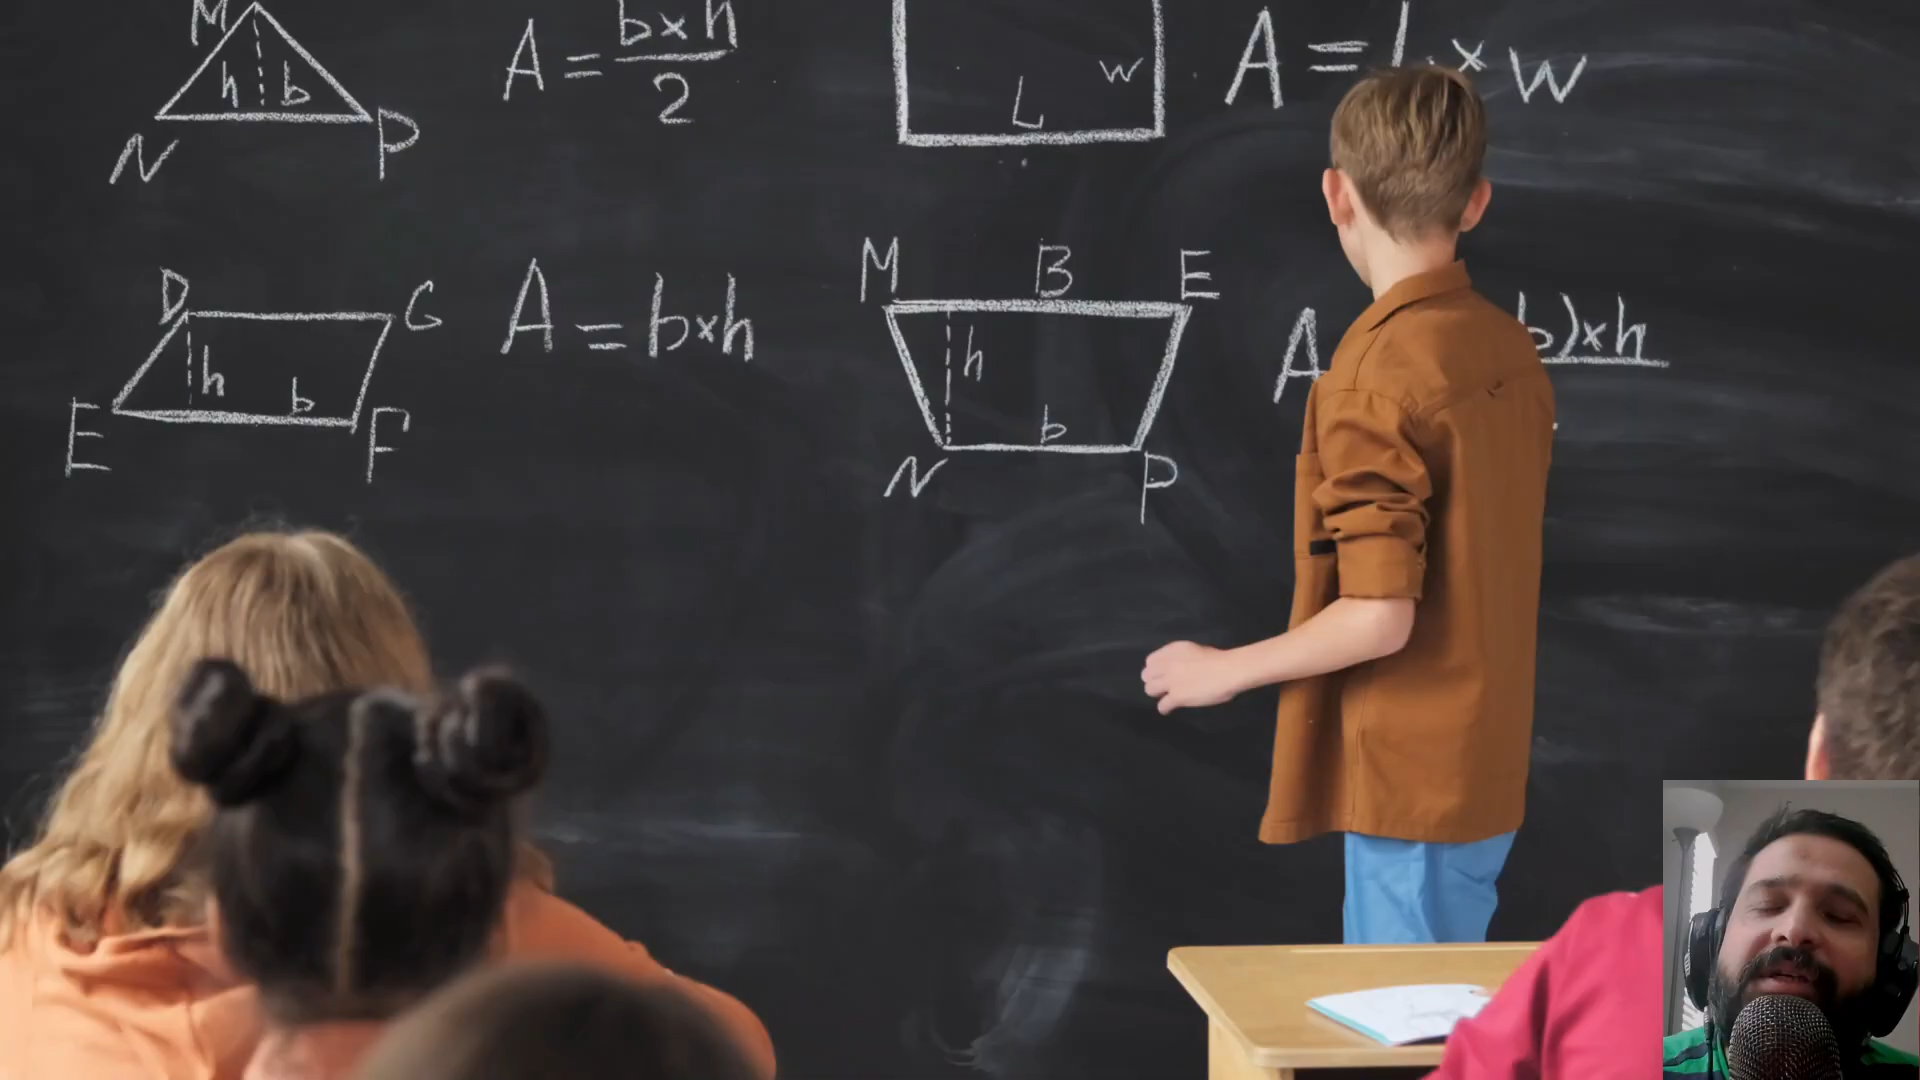 M
h b
N P
A = b×h
2
W
L
A = L × W
D G
h b
E F
A = b×h
M B E
h
b
N P
A
b)×h